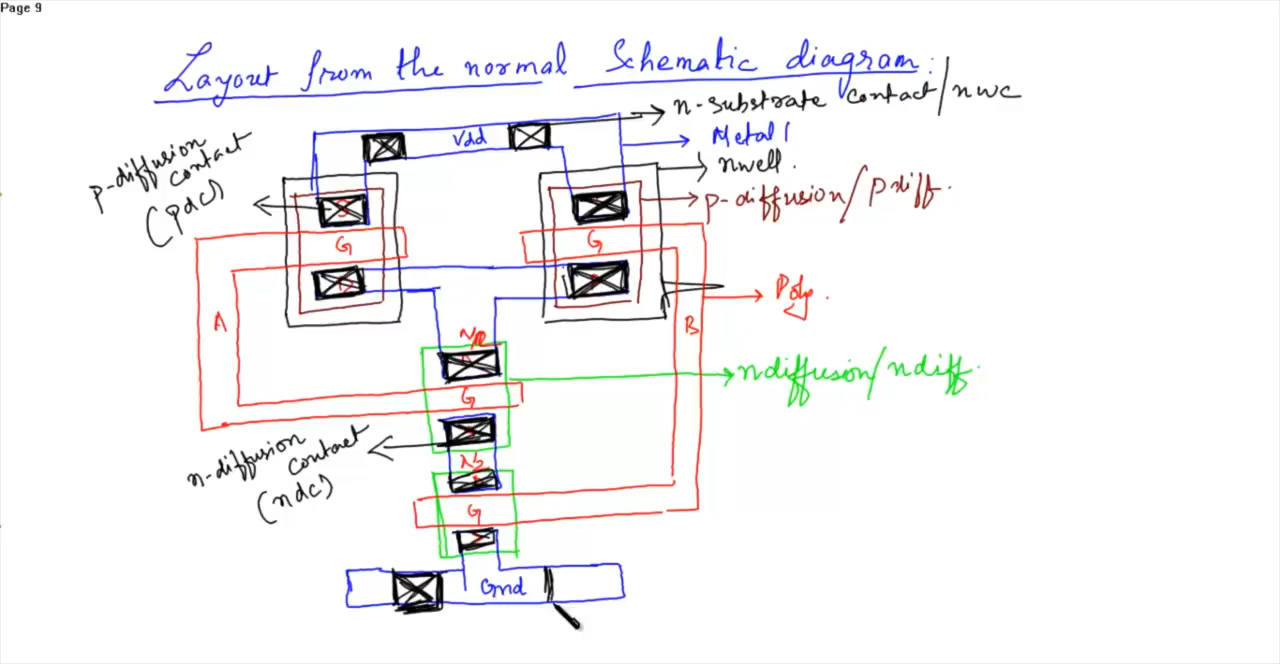 Page 9
Layout from the normal Schematic diagram:
n-substrate contact/nwc
Vdd
Metal 1
nwell.
p-diffusion
contact
(pdc)
p-diffusion/Pdiff.
S
G
G
D
A
B
Poly.
G
ndiffusion/ndiff.
n-diffusion
contact
(ndc)
G
Gnd